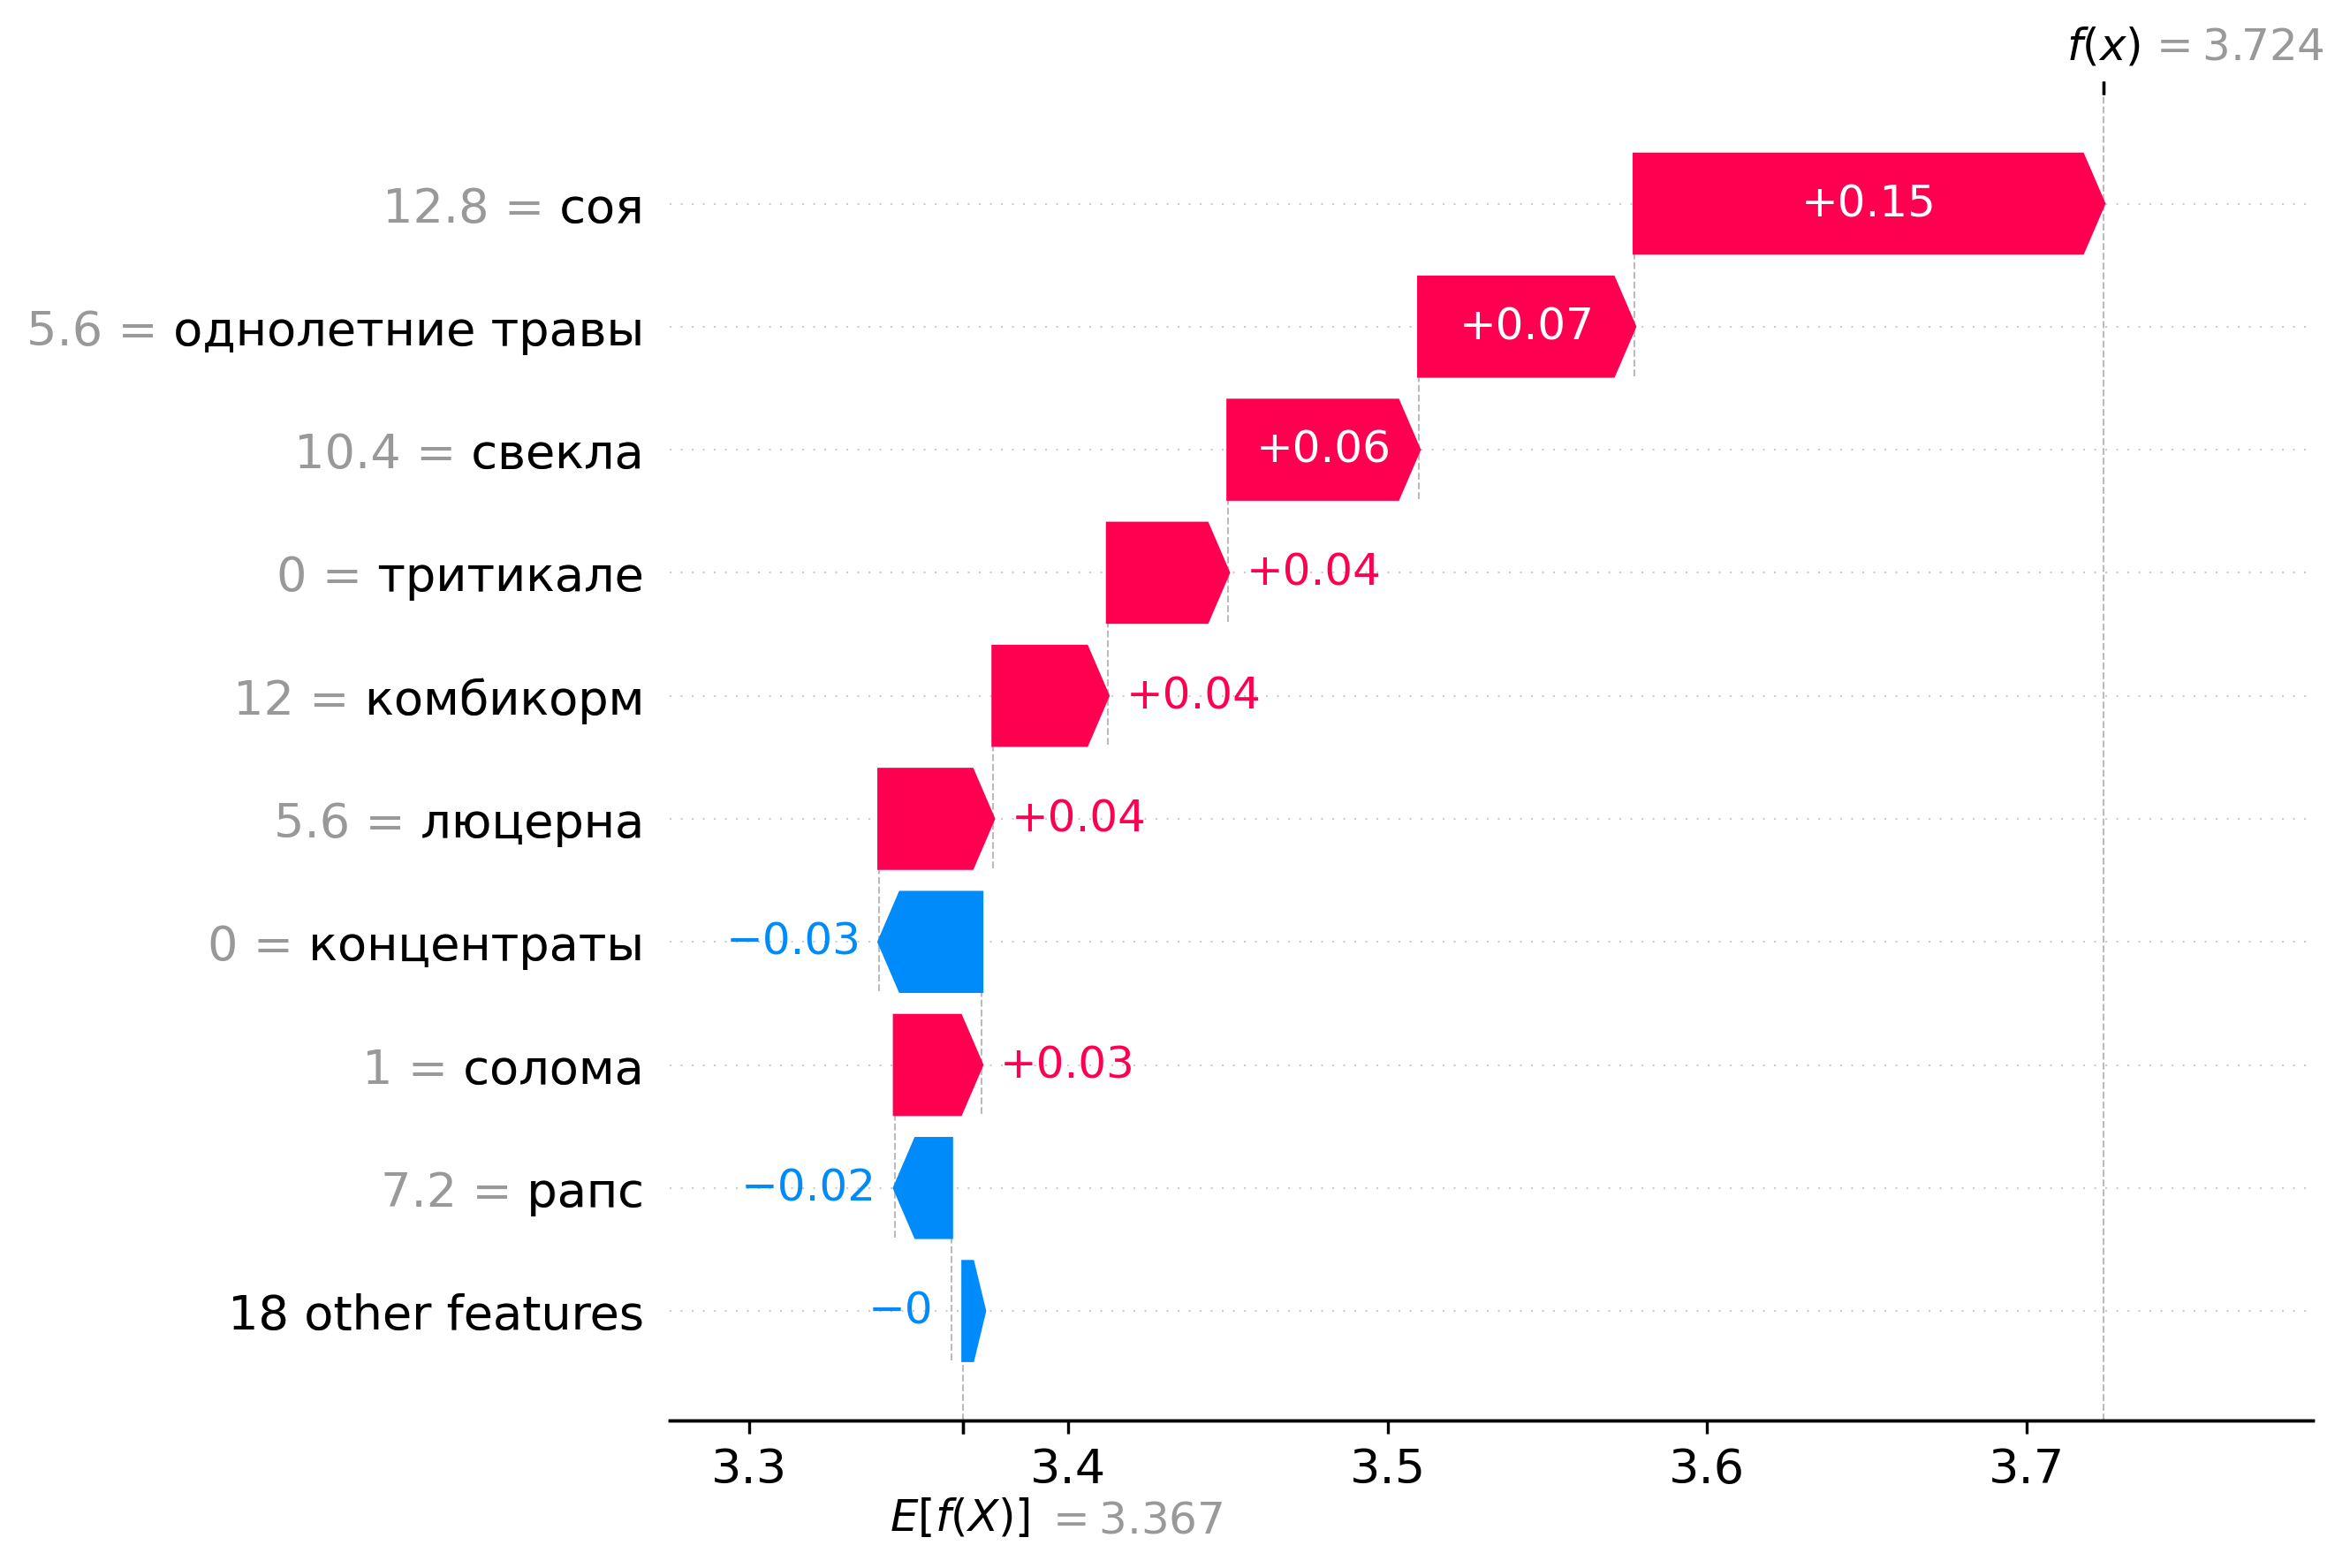 f(x) = 3.724
12.8 = соя
+0.15
5.6 = однолетние травы
+0.07
10.4 = свекла
+0.06
0 = тритикале
+0.04
12 = комбикорм
+0.04
5.6 = люцерна
+0.04
0 = концентраты
−0.03
1 = солома
+0.03
7.2 = рапс
−0.02
18 other features
−0
3.3 3.4 3.5 3.6 3.7
E[f(X)] = 3.367